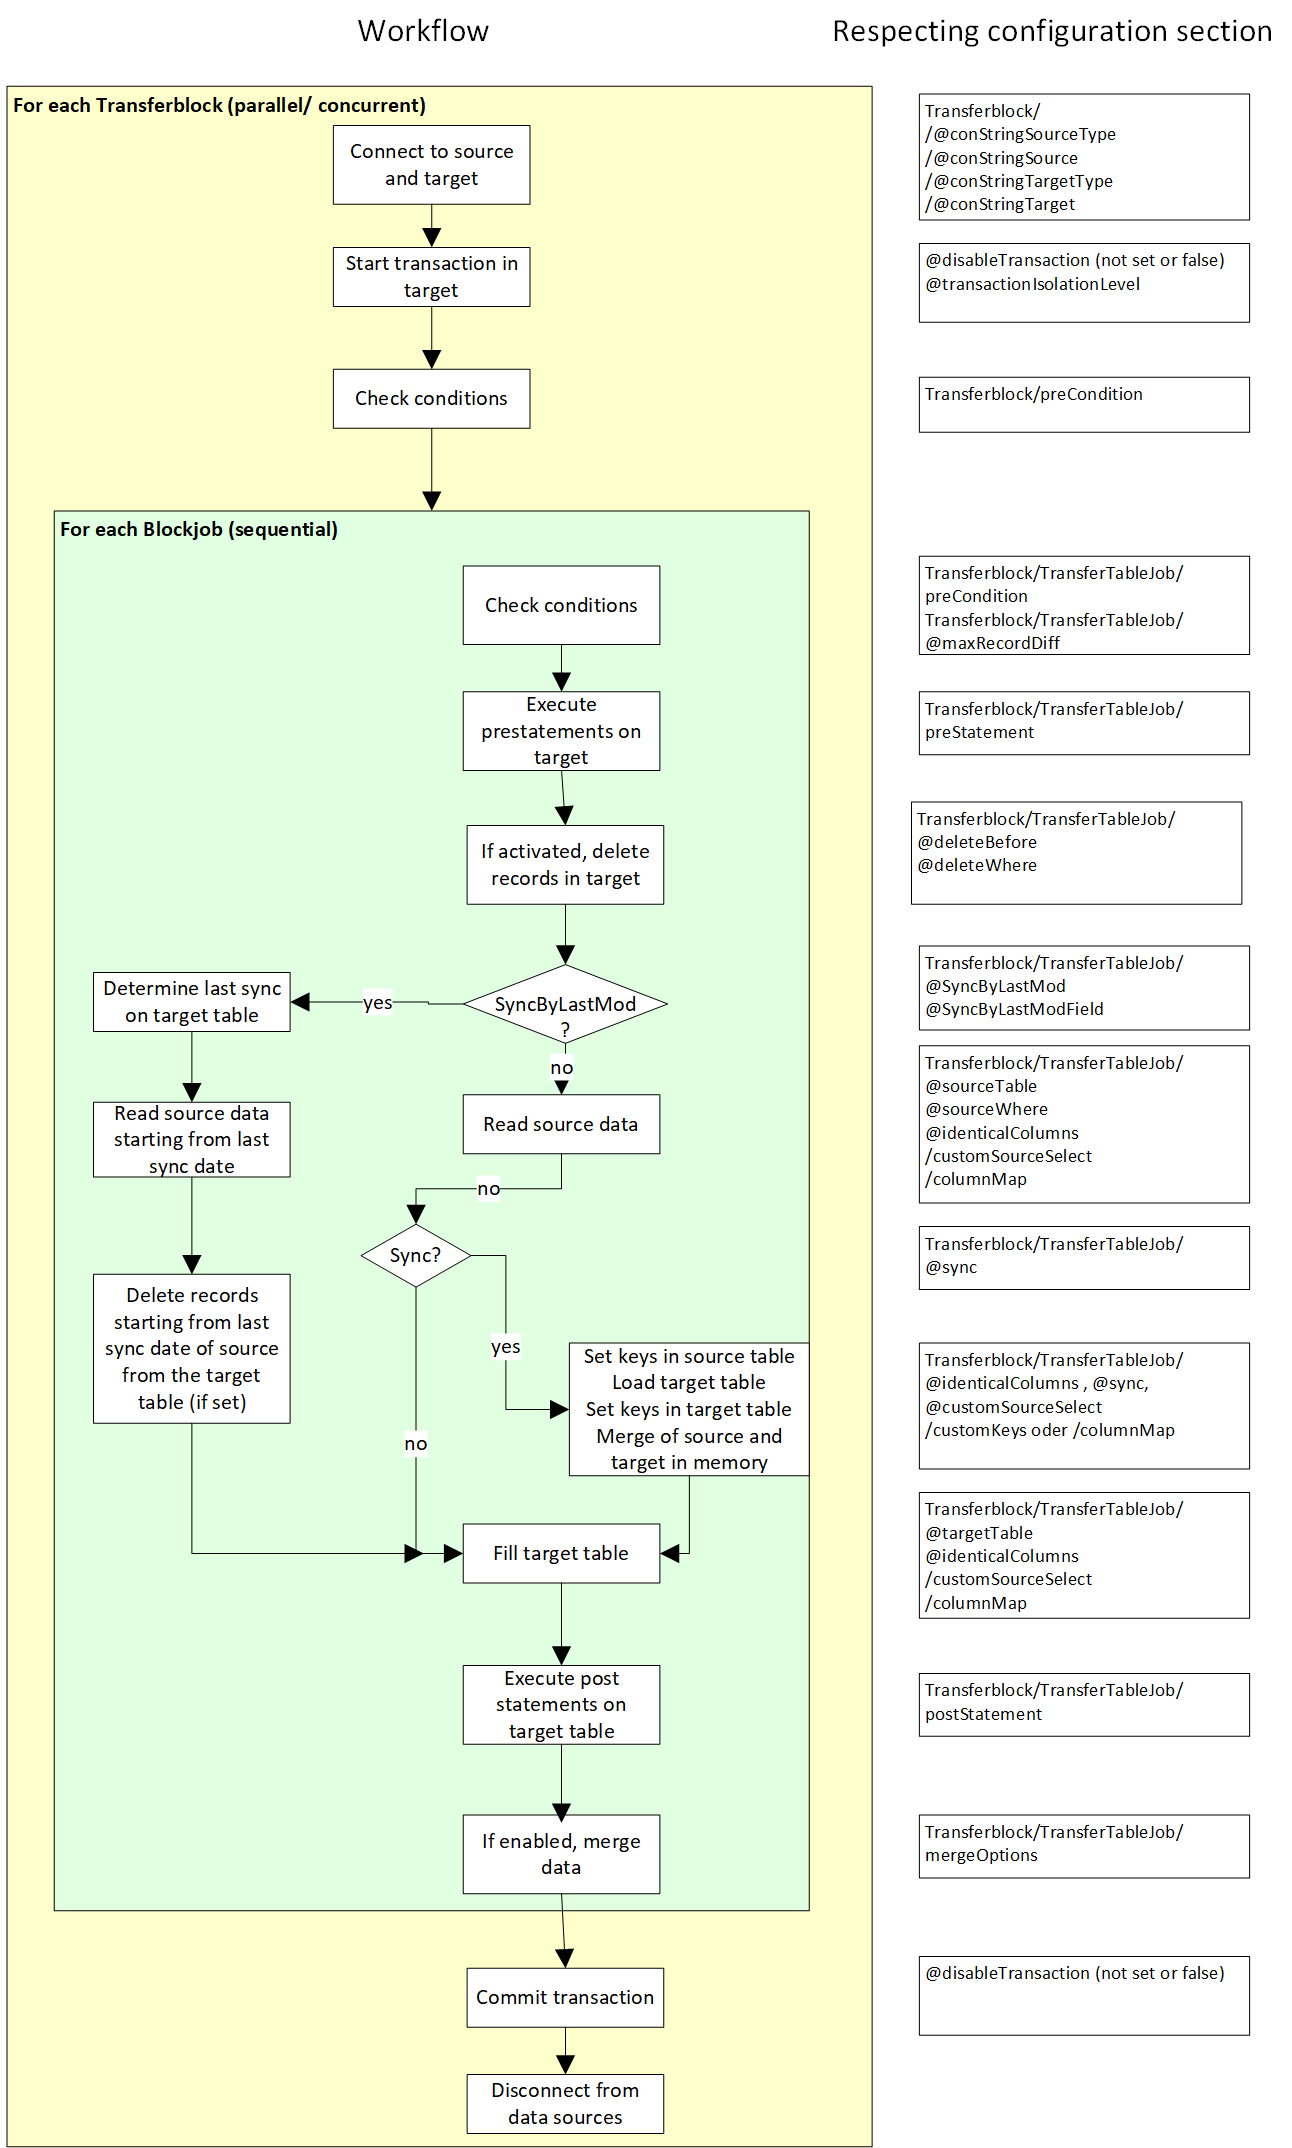 Workflow
Respecting configuration section
For each Transferblock (parallel/ concurrent)
Connect to source
and target
Transferblock/
/@conStringSourceType
/@conStringSource
/@conStringTargetType
/@conStringTarget
Start transaction in
target
@disableTransaction (not set or false)
@transactionIsolationLevel
Check conditions
Transferblock/preCondition
For each Blockjob (sequential)
Check conditions
Transferblock/TransferTableJob/
preCondition
Transferblock/TransferTableJob/
@maxRecordDiff
Execute
prestatements on
target
Transferblock/TransferTableJob/
preStatement
If activated, delete
records in target
Transferblock/TransferTableJob/
@deleteBefore
@deleteWhere
SyncByLastMod
?
yes
no
Transferblock/TransferTableJob/
@SyncByLastMod
@SyncByLastModField
Determine last sync
on target table
Read source data
starting from last
sync date
Read source data
Transferblock/TransferTableJob/
@sourceTable
@sourceWhere
@identicalColumns
/customSourceSelect
/columnMap
no
Sync?
Transferblock/TransferTableJob/
@sync
Delete records
starting from last
sync date of source
from the target
table (if set)
yes
no
Set keys in source table
Load target table
Set keys in target table
Merge of source and
target in memory
Transferblock/TransferTableJob/
@identicalColumns , @sync,
@customSourceSelect
/customKeys oder /columnMap
Fill target table
Transferblock/TransferTableJob/
@targetTable
@identicalColumns
/customSourceSelect
/columnMap
Execute post
statements on
target table
Transferblock/TransferTableJob/
postStatement
If enabled, merge
data
Transferblock/TransferTableJob/
mergeOptions
Commit transaction
@disableTransaction (not set or false)
Disconnect from
data sources